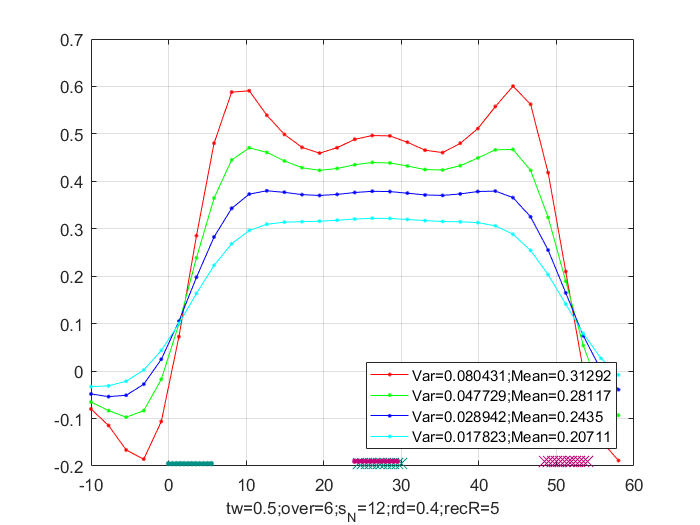 0.7
0.6
0.5
0.4
0.3
0.2
0.1
0
-0.1
-0.2
Var=0.080431;Mean=0.31292
Var=0.047729;Mean=0.28117
Var=0.028942;Mean=0.2435
Var=0.017823;Mean=0.20711
-10 0 10 20 30 40 50 60
tw=0.5;over=6;s_N=12;rd=0.4;recR=5